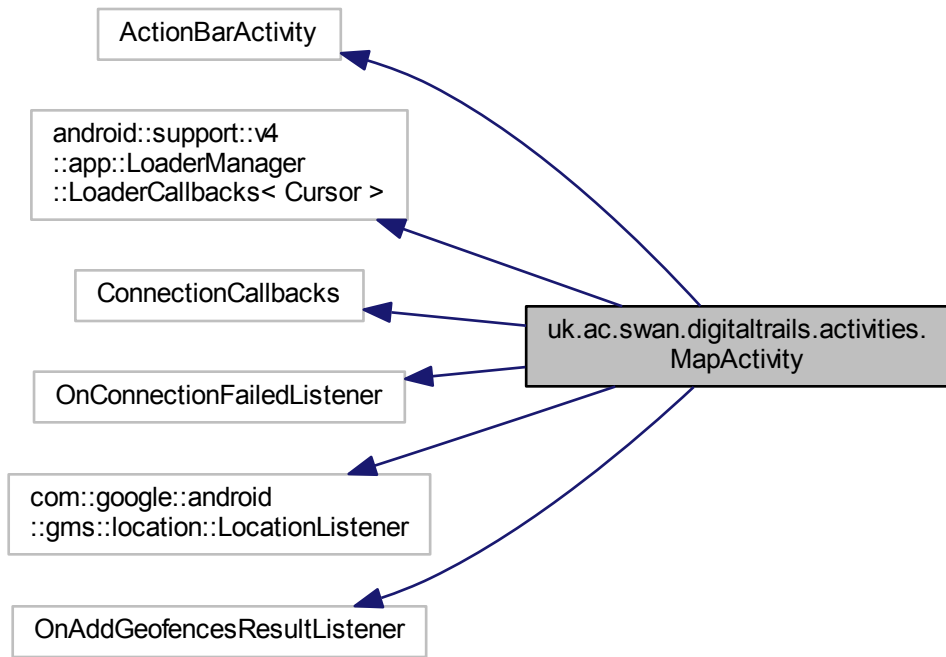 ActionBarActivity
android::support::v4
::app::LoaderManager
::LoaderCallbacks< Cursor >
ConnectionCallbacks
uk.ac.swan.digitaltrails.activities.
MapActivity
OnConnectionFailedListener
com::google::android
::gms::location::LocationListener
OnAddGeofencesResultListener